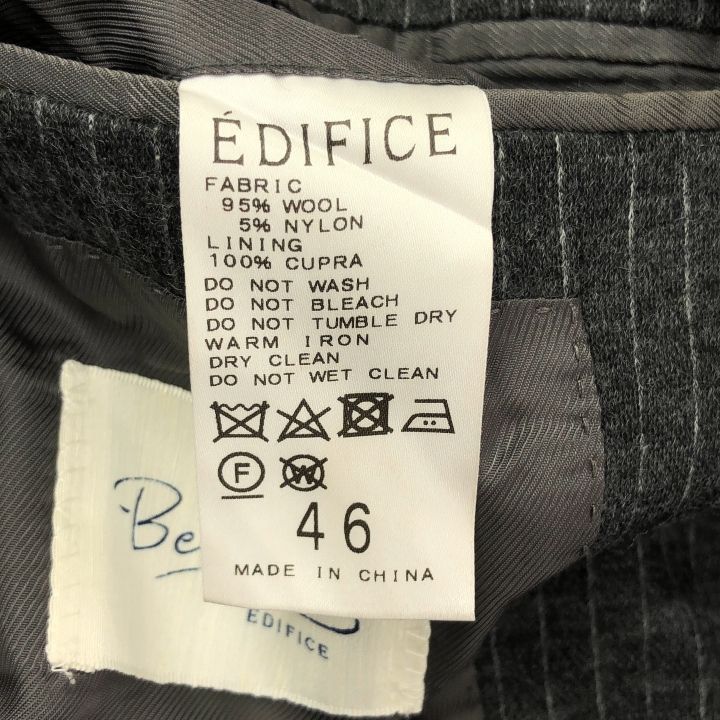 ÉDIFICE
FABRIC
95% WOOL
5% NYLON
LINING
100% CUPRA
DO NOT WASH
DO NOT BLEACH
DO NOT TUMBLE DRY
WARM IRON
DRY CLEAN
DO NOT WET CLEAN
F W
46
MADE IN CHINA
EDIFICE